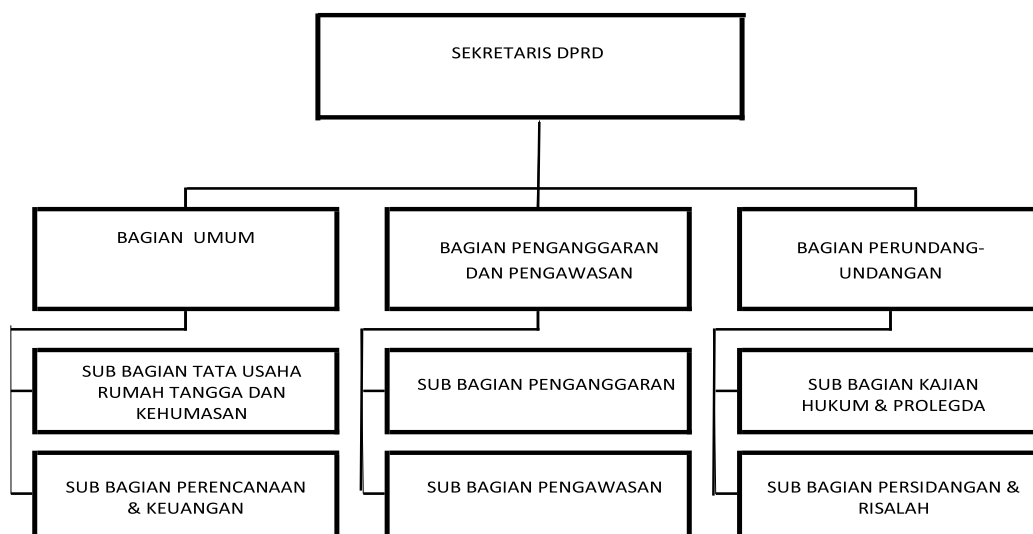 SEKRETARIS DPRD
BAGIAN UMUM
BAGIAN PENGANGGARAN
DAN PENGAWASAN
BAGIAN PERUNDANG-
UNDANGAN
SUB BAGIAN TATA USAHA
RUMAH TANGGA DAN
KEHUMASAN
SUB BAGIAN PENGANGGARAN
SUB BAGIAN KAJIAN
HUKUM & PROLEGDA
SUB BAGIAN PERENCANAAN
& KEUANGAN
SUB BAGIAN PENGAWASAN
SUB BAGIAN PERSIDANGAN &
RISALAH